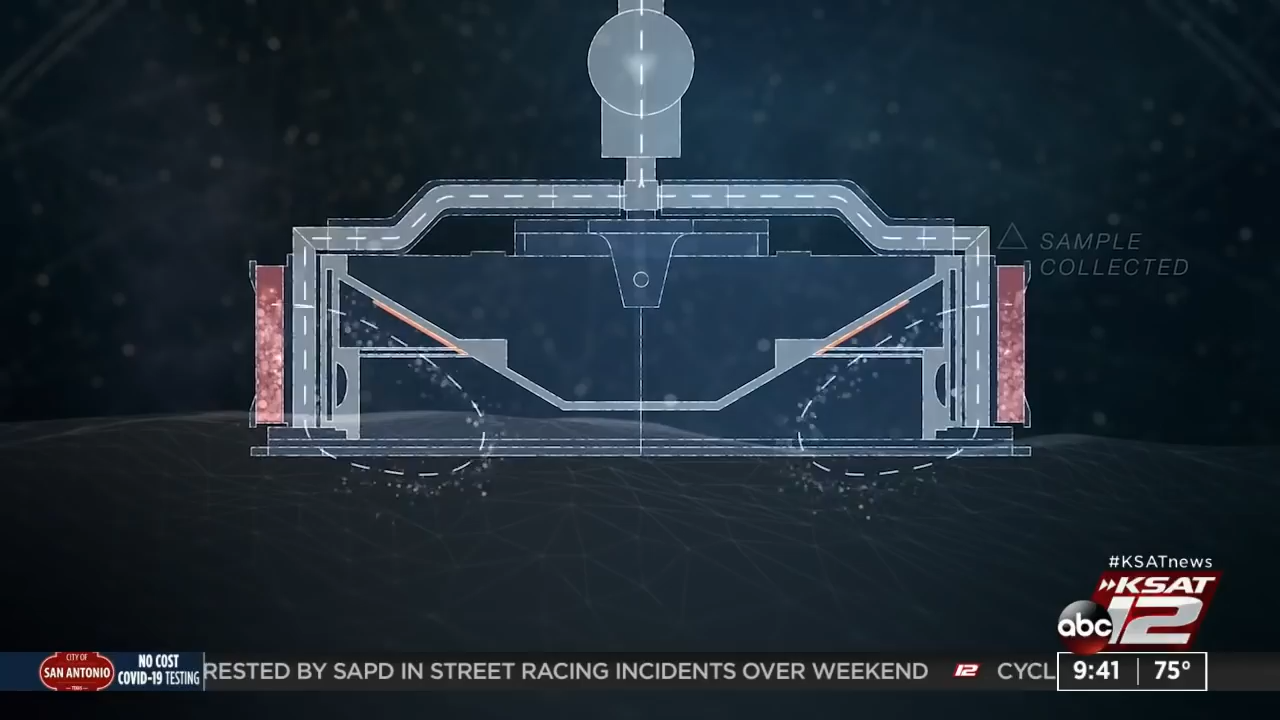 SAMPLE
COLLECTED
#KSATnews
KSAT
abc 12
CITY OF
SAN ANTONIO
TEXAS
NO COST
COVID-19 TESTING
RESTED BY SAPD IN STREET RACING INCIDENTS OVER WEEKEND 12 CYCL
9:41 75°